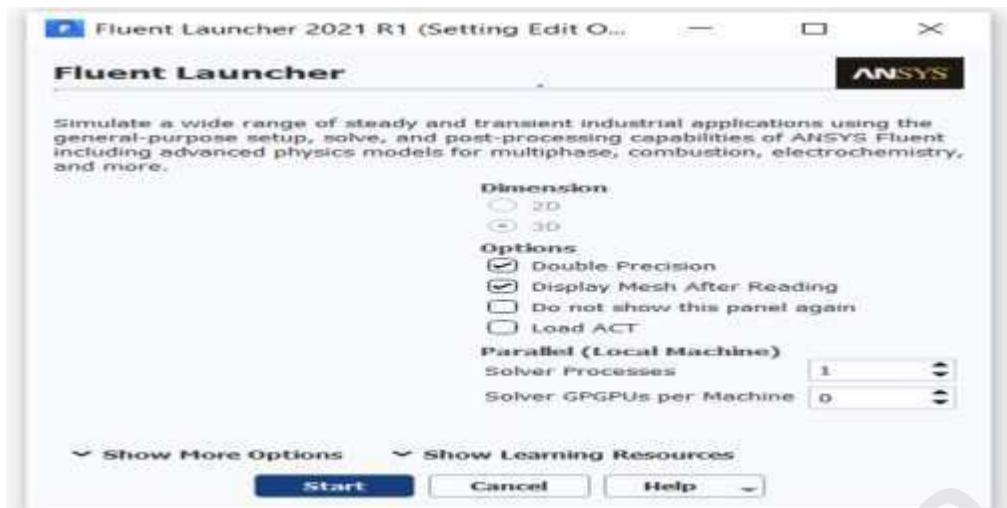 Fluent Launcher 2021 R1 (Setting Edit O...
Fluent Launcher
ANSYS
Simulate a wide range of steady and transient industrial applications using the
general-purpose setup, solve, and post-processing capabilities of ANSYS Fluent
including advanced physics models for multiphase, combustion, electrochemistry,
and more.
Dimension
2D
3D
Options
Double Precision
Display Mesh After Reading
Do not show this panel again
Load ACT
Parallel (Local Machine)
Solver Processes 1
Solver GPGPUs per Machine 0
Show More Options Show Learning Resources
Start Cancel Help